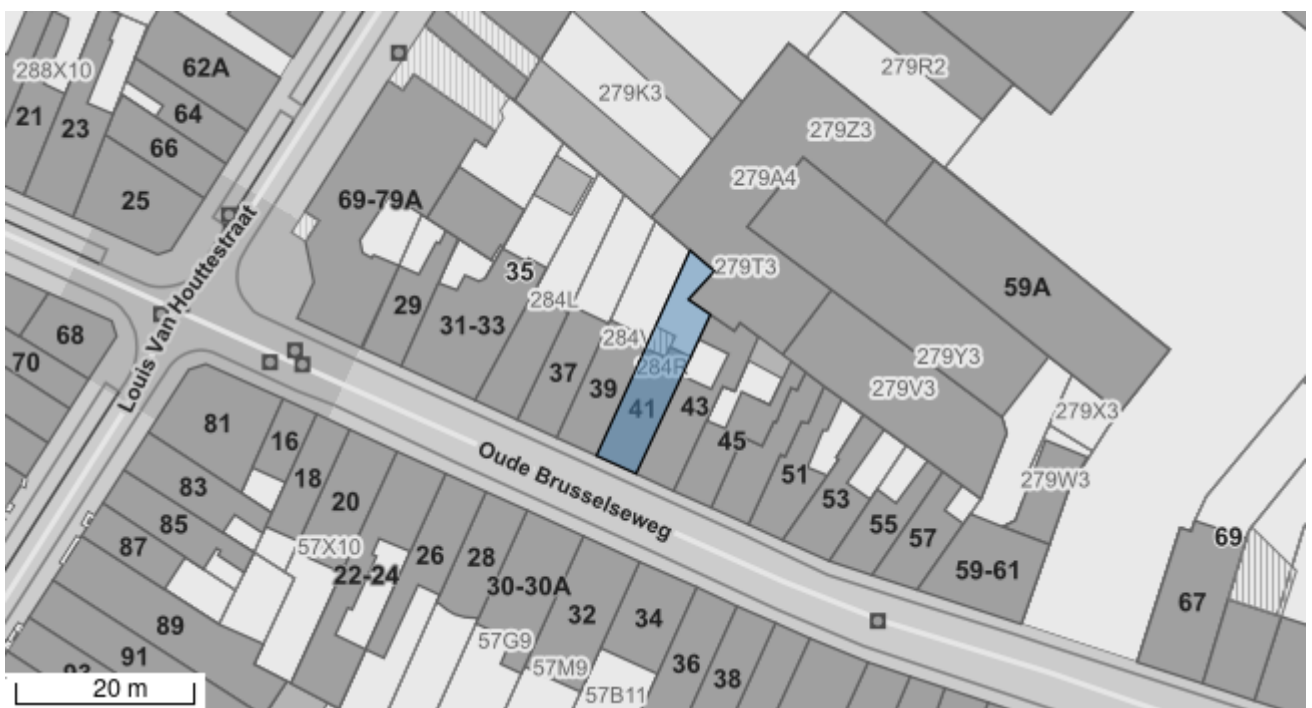 62A
288X10
64
21
23
66
25
279R2
279K3
279Z3
279A4
69-79A
279T3
59A
29
31-33
35
284L
284V
284R
68
70
Louis Van Houttestraat
37
39
41
43
45
279Y3
279V3
279X3
279W3
81
16
18
20
Oude Brusselseweg
51
53
55
57
59-61
69
67
83
85
87
57X10
22-24
26
28
30-30A
32
34
36
38
89
91
93
57G9
57M9
57B11
20 m